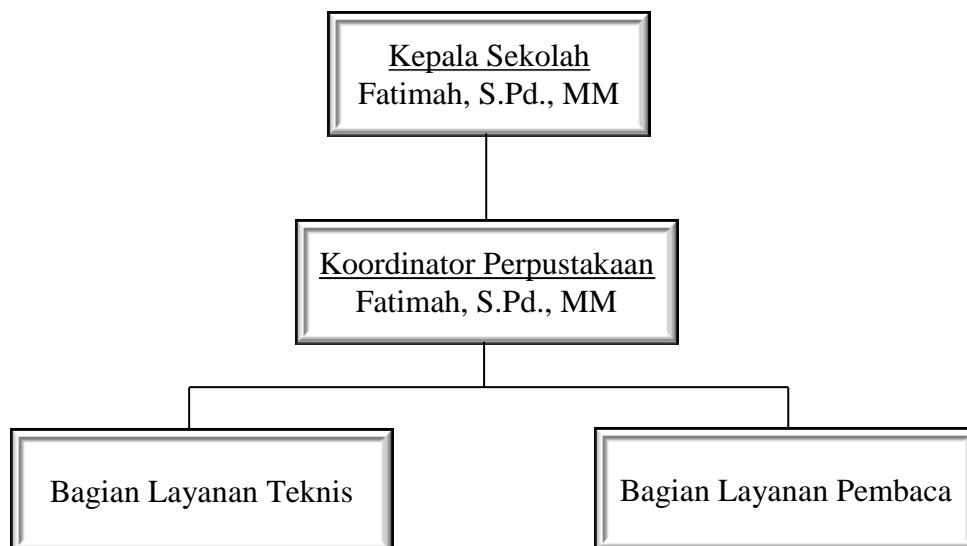 Kepala Sekolah
Fatimah, S.Pd., MM
Koordinator Perpustakaan
Fatimah, S.Pd., MM
Bagian Layanan Teknis
Bagian Layanan Pembaca